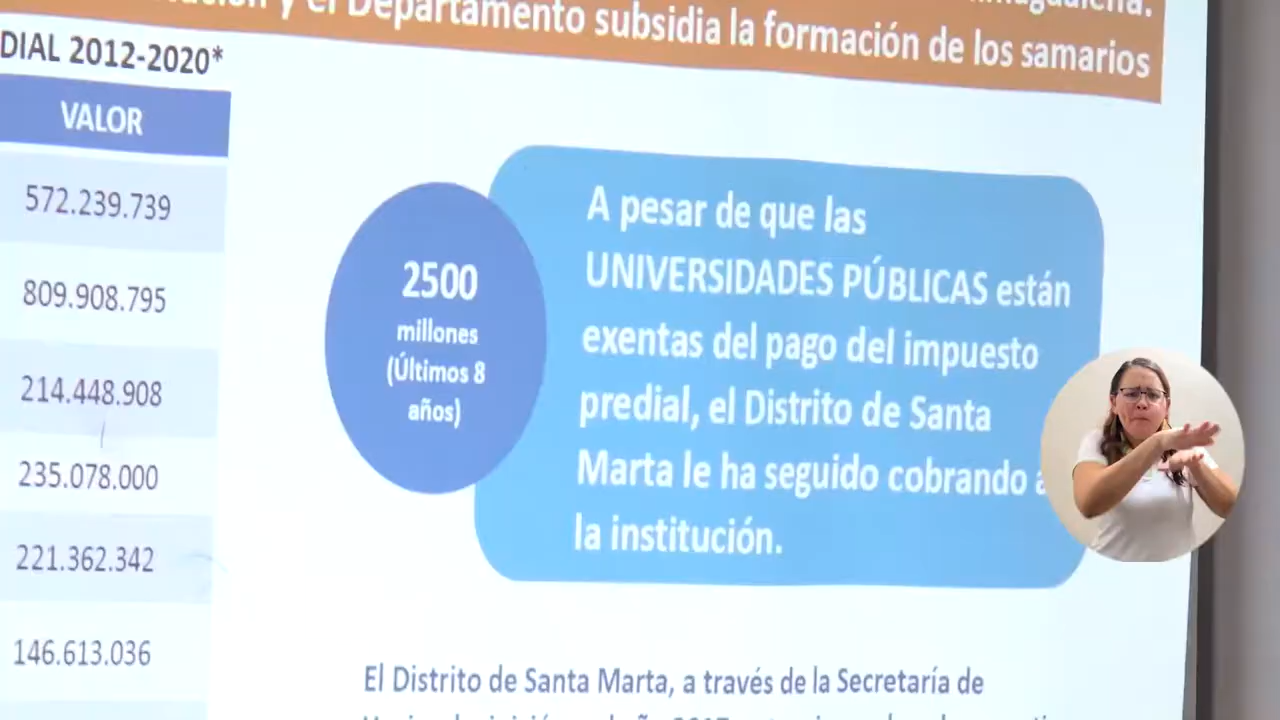 y el Departamento subsidia la formación de los samarios
DIAL 2012-2020*
VALOR
572.239.739
809.908.795
214.448.908
235.078.000
221.362.342
146.613.036
2500
millones
(Últimos 8
años)
A pesar de que las
UNIVERSIDADES PÚBLICAS están
exentas del pago del impuesto
predial, el Distrito de Santa
Marta le ha seguido cobrando a
la institución.
El Distrito de Santa Marta, a través de la Secretaría de